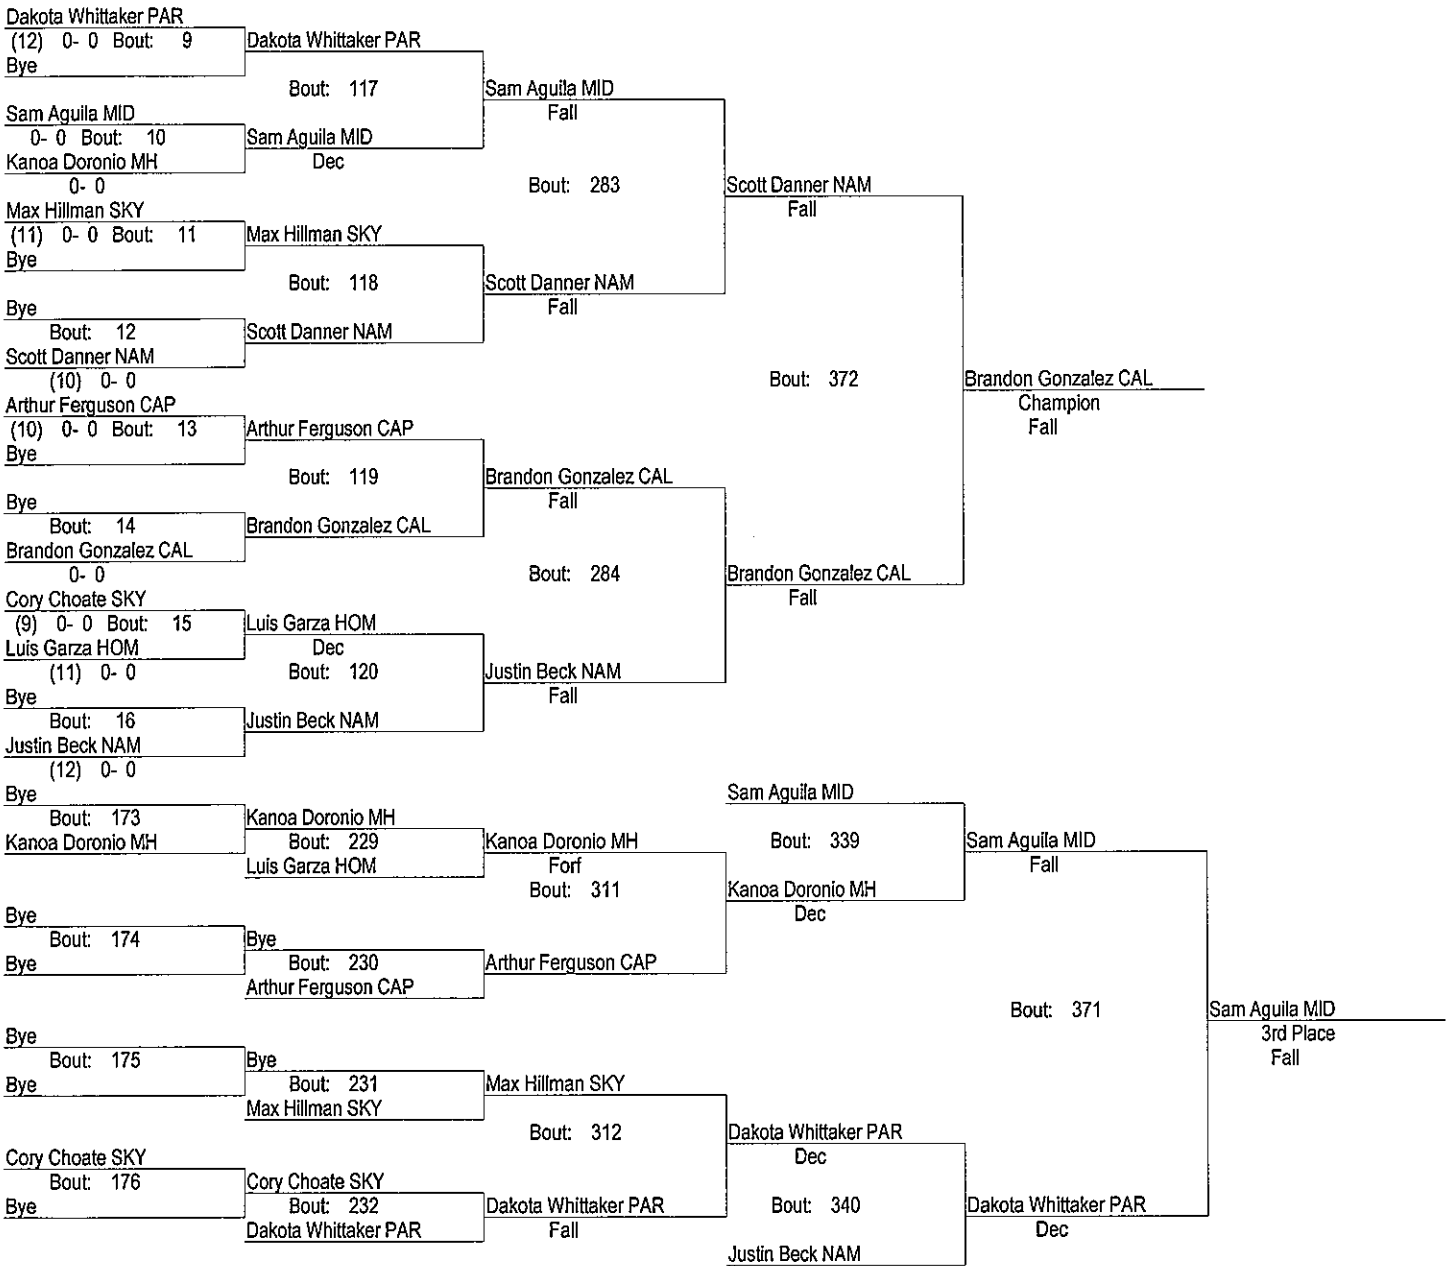 Dakota Whittaker PAR
(12) 0- 0 Bout: 9
Bye
Dakota Whittaker PAR
Bout: 117
Sam Aguila MID
0- 0 Bout: 10
Kanoa Doronio MH
0- 0
Sam Aguila MID
Dec
Sam Aguila MID
Fall
Bout: 283
Max Hillman SKY
(11) 0- 0 Bout: 11
Bye
Max Hillman SKY
Bout: 118
Bye
Bout: 12
Scott Danner NAM
(10) 0- 0
Scott Danner NAM
Scott Danner NAM
Fall
Scott Danner NAM
Fall
Bout: 372
Arthur Ferguson CAP
(10) 0- 0 Bout: 13
Bye
Arthur Ferguson CAP
Bout: 119
Bye
Bout: 14
Brandon Gonzalez CAL
0- 0
Brandon Gonzalez CAL
Brandon Gonzalez CAL
Fall
Bout: 284
Cory Choate SKY
(9) 0- 0 Bout: 15
Luis Garza HOM
(11) 0- 0
Luis Garza HOM
Dec
Bout: 120
Bye
Bout: 16
Justin Beck NAM
(12) 0- 0
Justin Beck NAM
Justin Beck NAM
Fall
Brandon Gonzalez CAL
Fall
Brandon Gonzalez CAL
Champion
Fall
Bye
Bout: 173
Kanoa Doronio MH
Kanoa Doronio MH
Bout: 229
Luis Garza HOM
Kanoa Doronio MH
Forf
Bout: 311
Bye
Bout: 174
Bye
Bye
Bout: 230
Arthur Ferguson CAP
Arthur Ferguson CAP
Sam Aguila MID
Bout: 339
Kanoa Doronio MH
Dec
Sam Aguila MID
Fall
Bout: 371
Bye
Bout: 175
Bye
Bye
Bout: 231
Max Hillman SKY
Max Hillman SKY
Bout: 312
Cory Choate SKY
Bout: 176
Bye
Cory Choate SKY
Bout: 232
Dakota Whittaker PAR
Dakota Whittaker PAR
Fall
Dakota Whittaker PAR
Dec
Bout: 340
Justin Beck NAM
Dakota Whittaker PAR
Dec
Sam Aguila MID
3rd Place
Fall